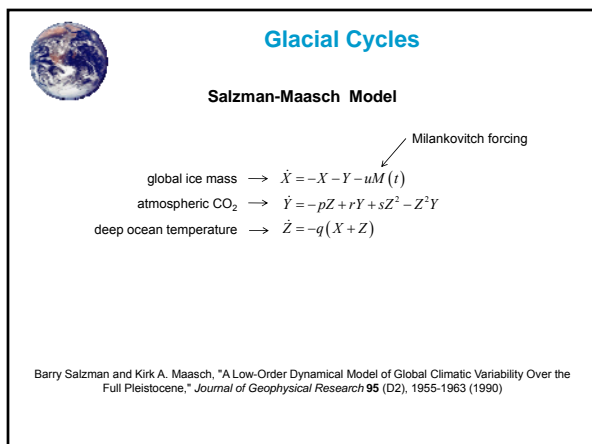 Glacial Cycles
Salzman-Maasch Model
Milankovitch forcing
global ice mass → Ẋ = −X − Y − uM(t)
atmospheric CO₂ → Ẏ = −pZ + rY + sZ² − Z²Y
deep ocean temperature → Ż = −q(X + Z)
Barry Salzman and Kirk A. Maasch, "A Low-Order Dynamical Model of Global Climatic Variability Over the
Full Pleistocene," Journal of Geophysical Research 95 (D2), 1955-1963 (1990)